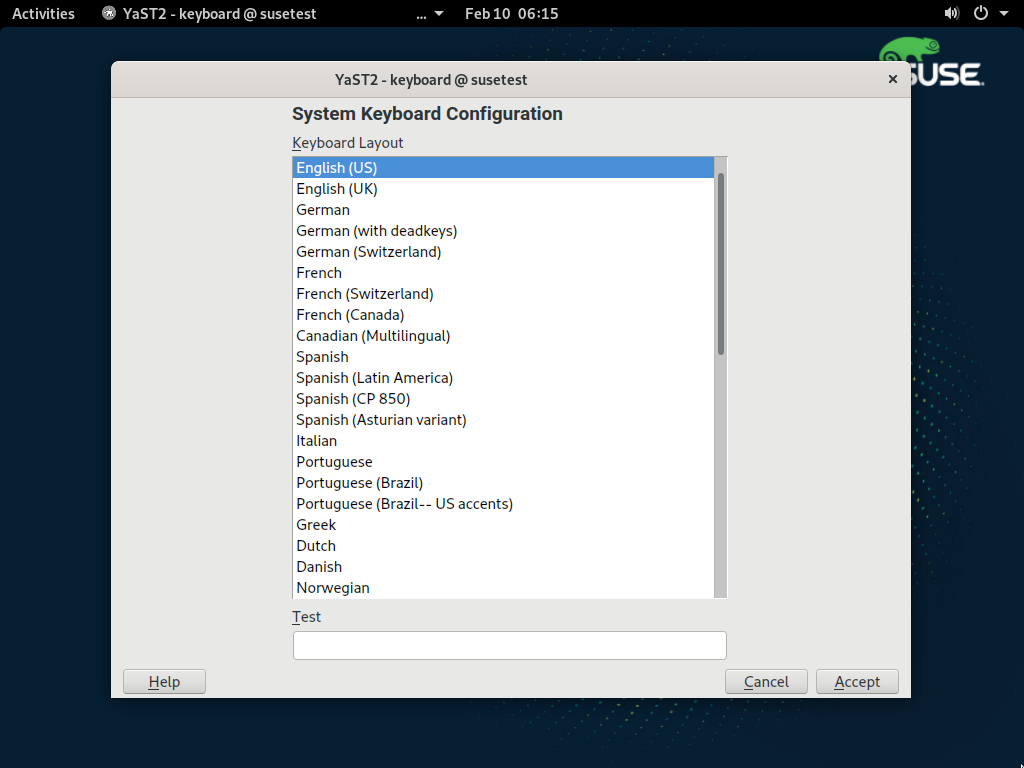 Activities YaST2 - keyboard @ susetest ... Feb 10 06:15
SUSE
YaST2 - keyboard @ susetest
System Keyboard Configuration
Keyboard Layout
English (US)
English (UK)
German
German (with deadkeys)
German (Switzerland)
French
French (Switzerland)
French (Canada)
Canadian (Multilingual)
Spanish
Spanish (Latin America)
Spanish (CP 850)
Spanish (Asturian variant)
Italian
Portuguese
Portuguese (Brazil)
Portuguese (Brazil-- US accents)
Greek
Dutch
Danish
Norwegian
Test
Help Cancel Accept